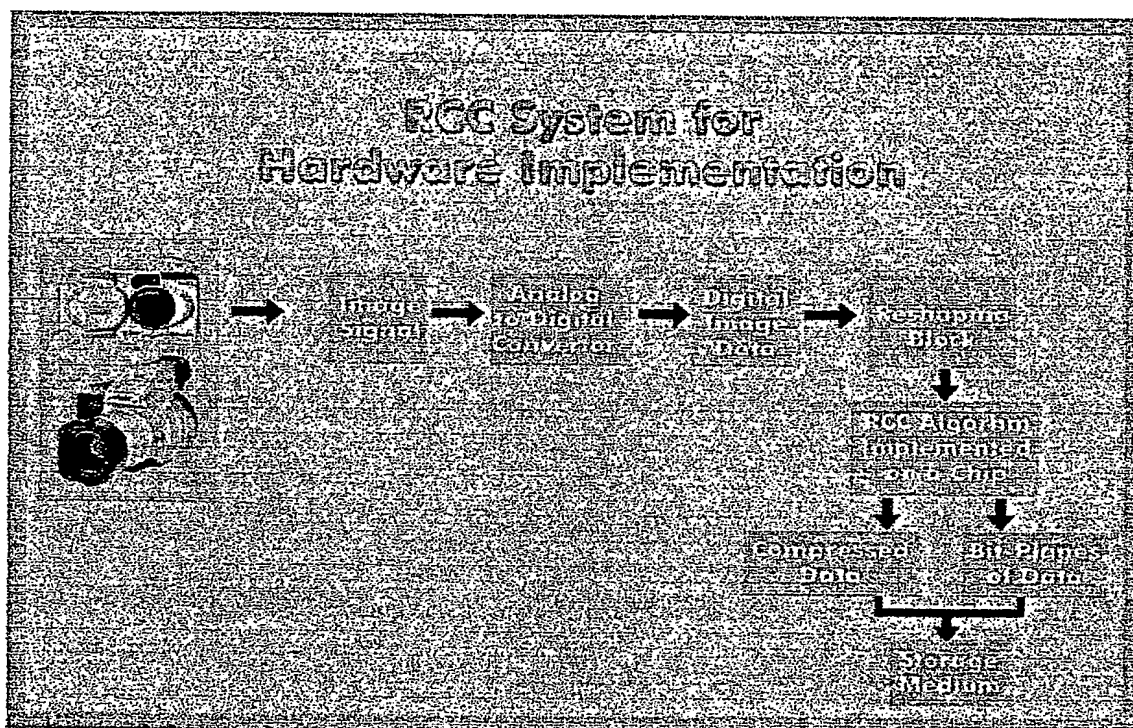 RCC System for
Hardware Implementation
Image
Signal
Analog
to Digital
Convertor
Digital
Image
Data
Reshaping
Block
RCC Algorithm
Implemented
on a Chip
Compressed
Data
Bit Planes
of Data
Storage
Medium